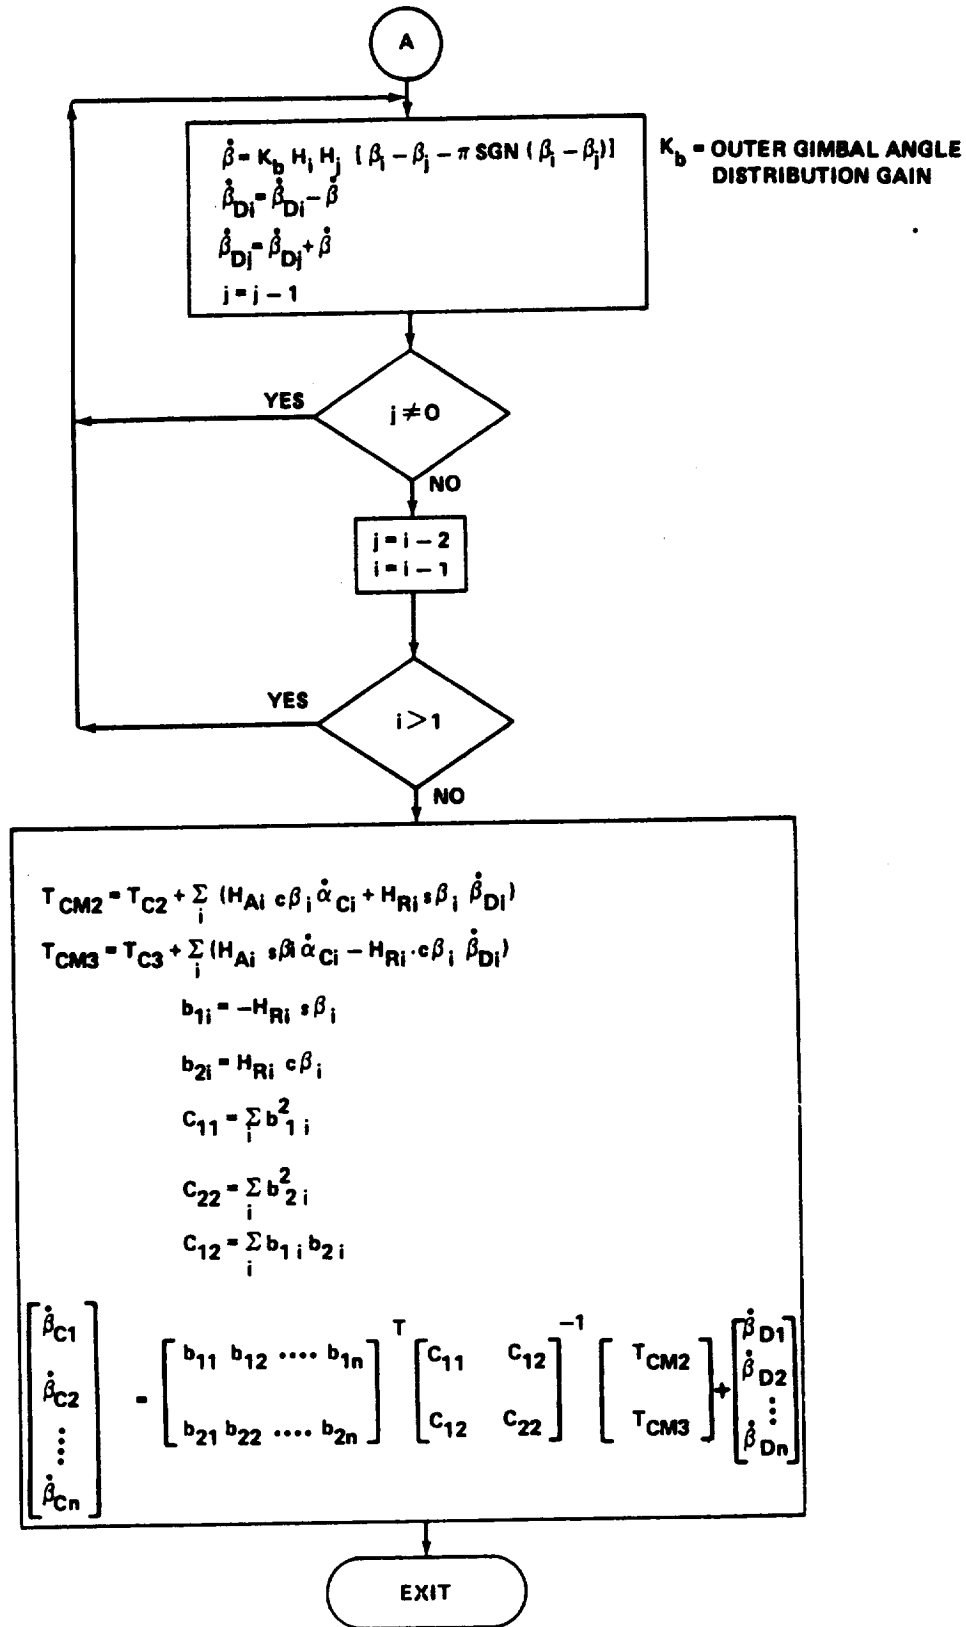 A
β̇ = K_b H_i H_j [ β_i − β_j − π SGN ( β_i − β_j)]
β̇_Di = β̇_Di − β̇
β̇_Dj = β̇_Dj + β̇
j = j − 1
K_b = OUTER GIMBAL ANGLE
DISTRIBUTION GAIN
YES
j ≠ 0
NO
j = i − 2
i = i − 1
YES
i > 1
NO
T_CM2 = T_C2 + Σ_i (H_Ai cβ_i α̇_Ci + H_Ri sβ_i β̇_Di)
T_CM3 = T_C3 + Σ_i (H_Ai sβi α̇_Ci − H_Ri · cβ_i β̇_Di)
b_1i = −H_Ri sβ_i
b_2i = H_Ri cβ_i
C_11 = Σ_i b²_1i
C_22 = Σ_i b²_2i
C_12 = Σ_i b_1i b_2i
[β̇_C1 β̇_C2 ⋮ β̇_Cn] = [b_11 b_12 .... b_1n ; b_21 b_22 .... b_2n]^T [C_11 C_12 ; C_12 C_22]^−1 [T_CM2 ; T_CM3] + [β̇_D1 β̇_D2 ⋮ β̇_Dn]
EXIT